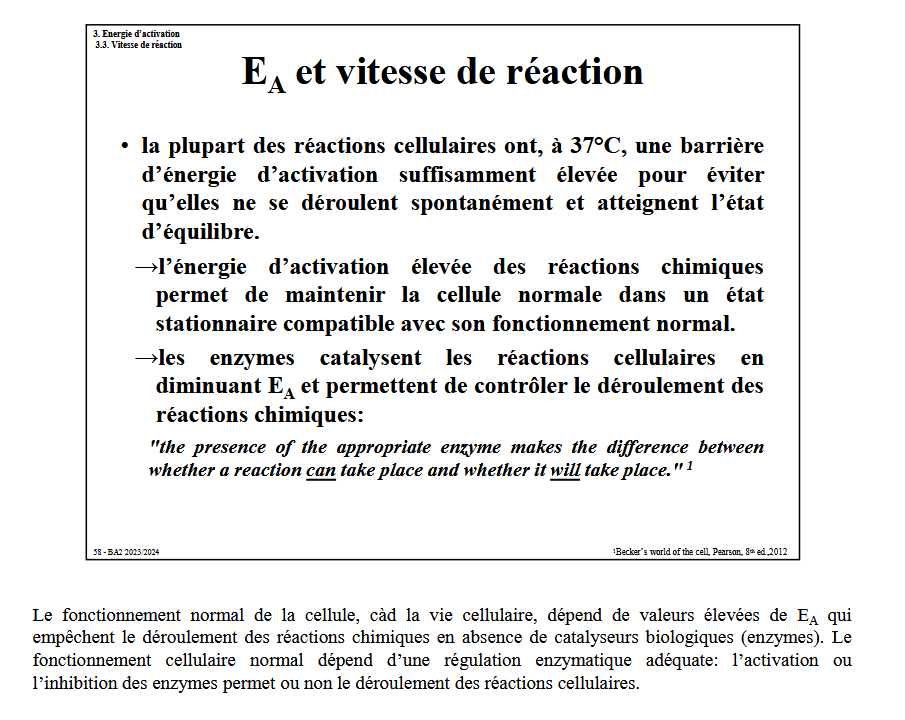 3. Energie d’activation
3.3. Vitesse de réaction
EA et vitesse de réaction
• la plupart des réactions cellulaires ont, à 37°C, une barrière
d’énergie d’activation suffisamment élevée pour éviter
qu’elles ne se déroulent spontanément et atteignent l’état
d’équilibre.
→l’énergie d’activation élevée des réactions chimiques
permet de maintenir la cellule normale dans un état
stationnaire compatible avec son fonctionnement normal.
→les enzymes catalysent les réactions cellulaires en
diminuant EA et permettent de contrôler le déroulement des
réactions chimiques:
"the presence of the appropriate enzyme makes the difference between
whether a reaction can take place and whether it will take place." 1
58 - BA2 2023/2024
1Becker’s world of the cell, Pearson, 8th ed.,2012
Le fonctionnement normal de la cellule, càd la vie cellulaire, dépend de valeurs élevées de EA qui
empêchent le déroulement des réactions chimiques en absence de catalyseurs biologiques (enzymes). Le
fonctionnement cellulaire normal dépend d’une régulation enzymatique adéquate: l’activation ou
l’inhibition des enzymes permet ou non le déroulement des réactions cellulaires.